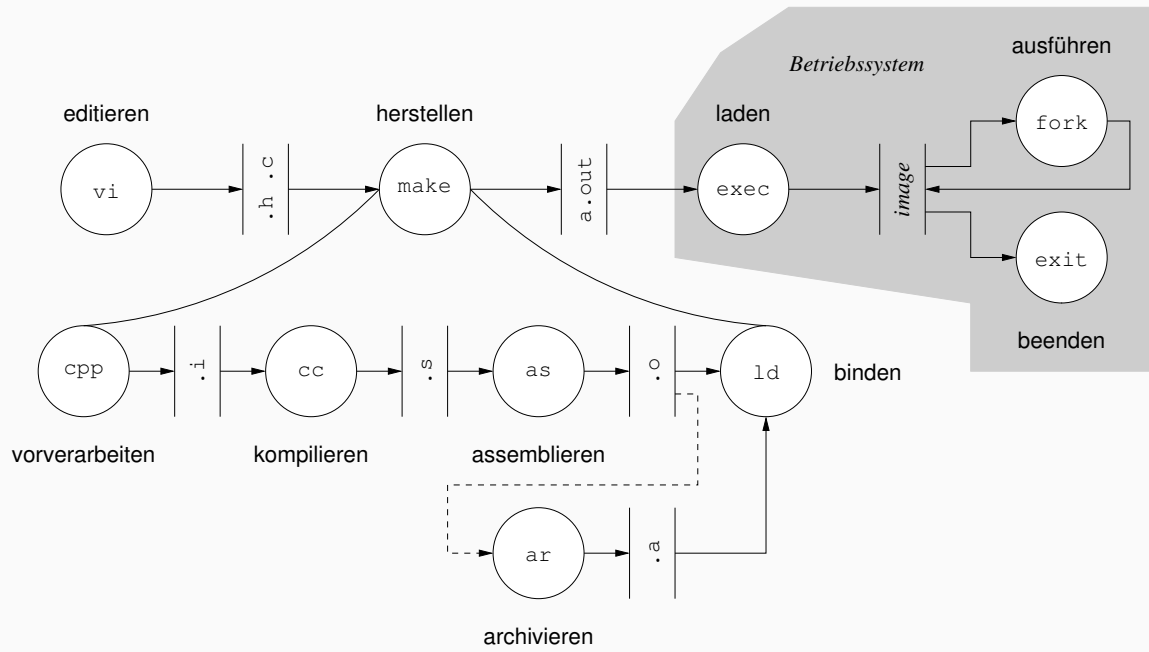 Betriebssystem
ausführen
editieren
herstellen
laden
vi
.h .c
make
a.out
exec
image
fork
exit
beenden
cpp
.i
cc
.s
as
.o
ld
binden
vorverarbeiten
kompilieren
assemblieren
ar
.a
archivieren